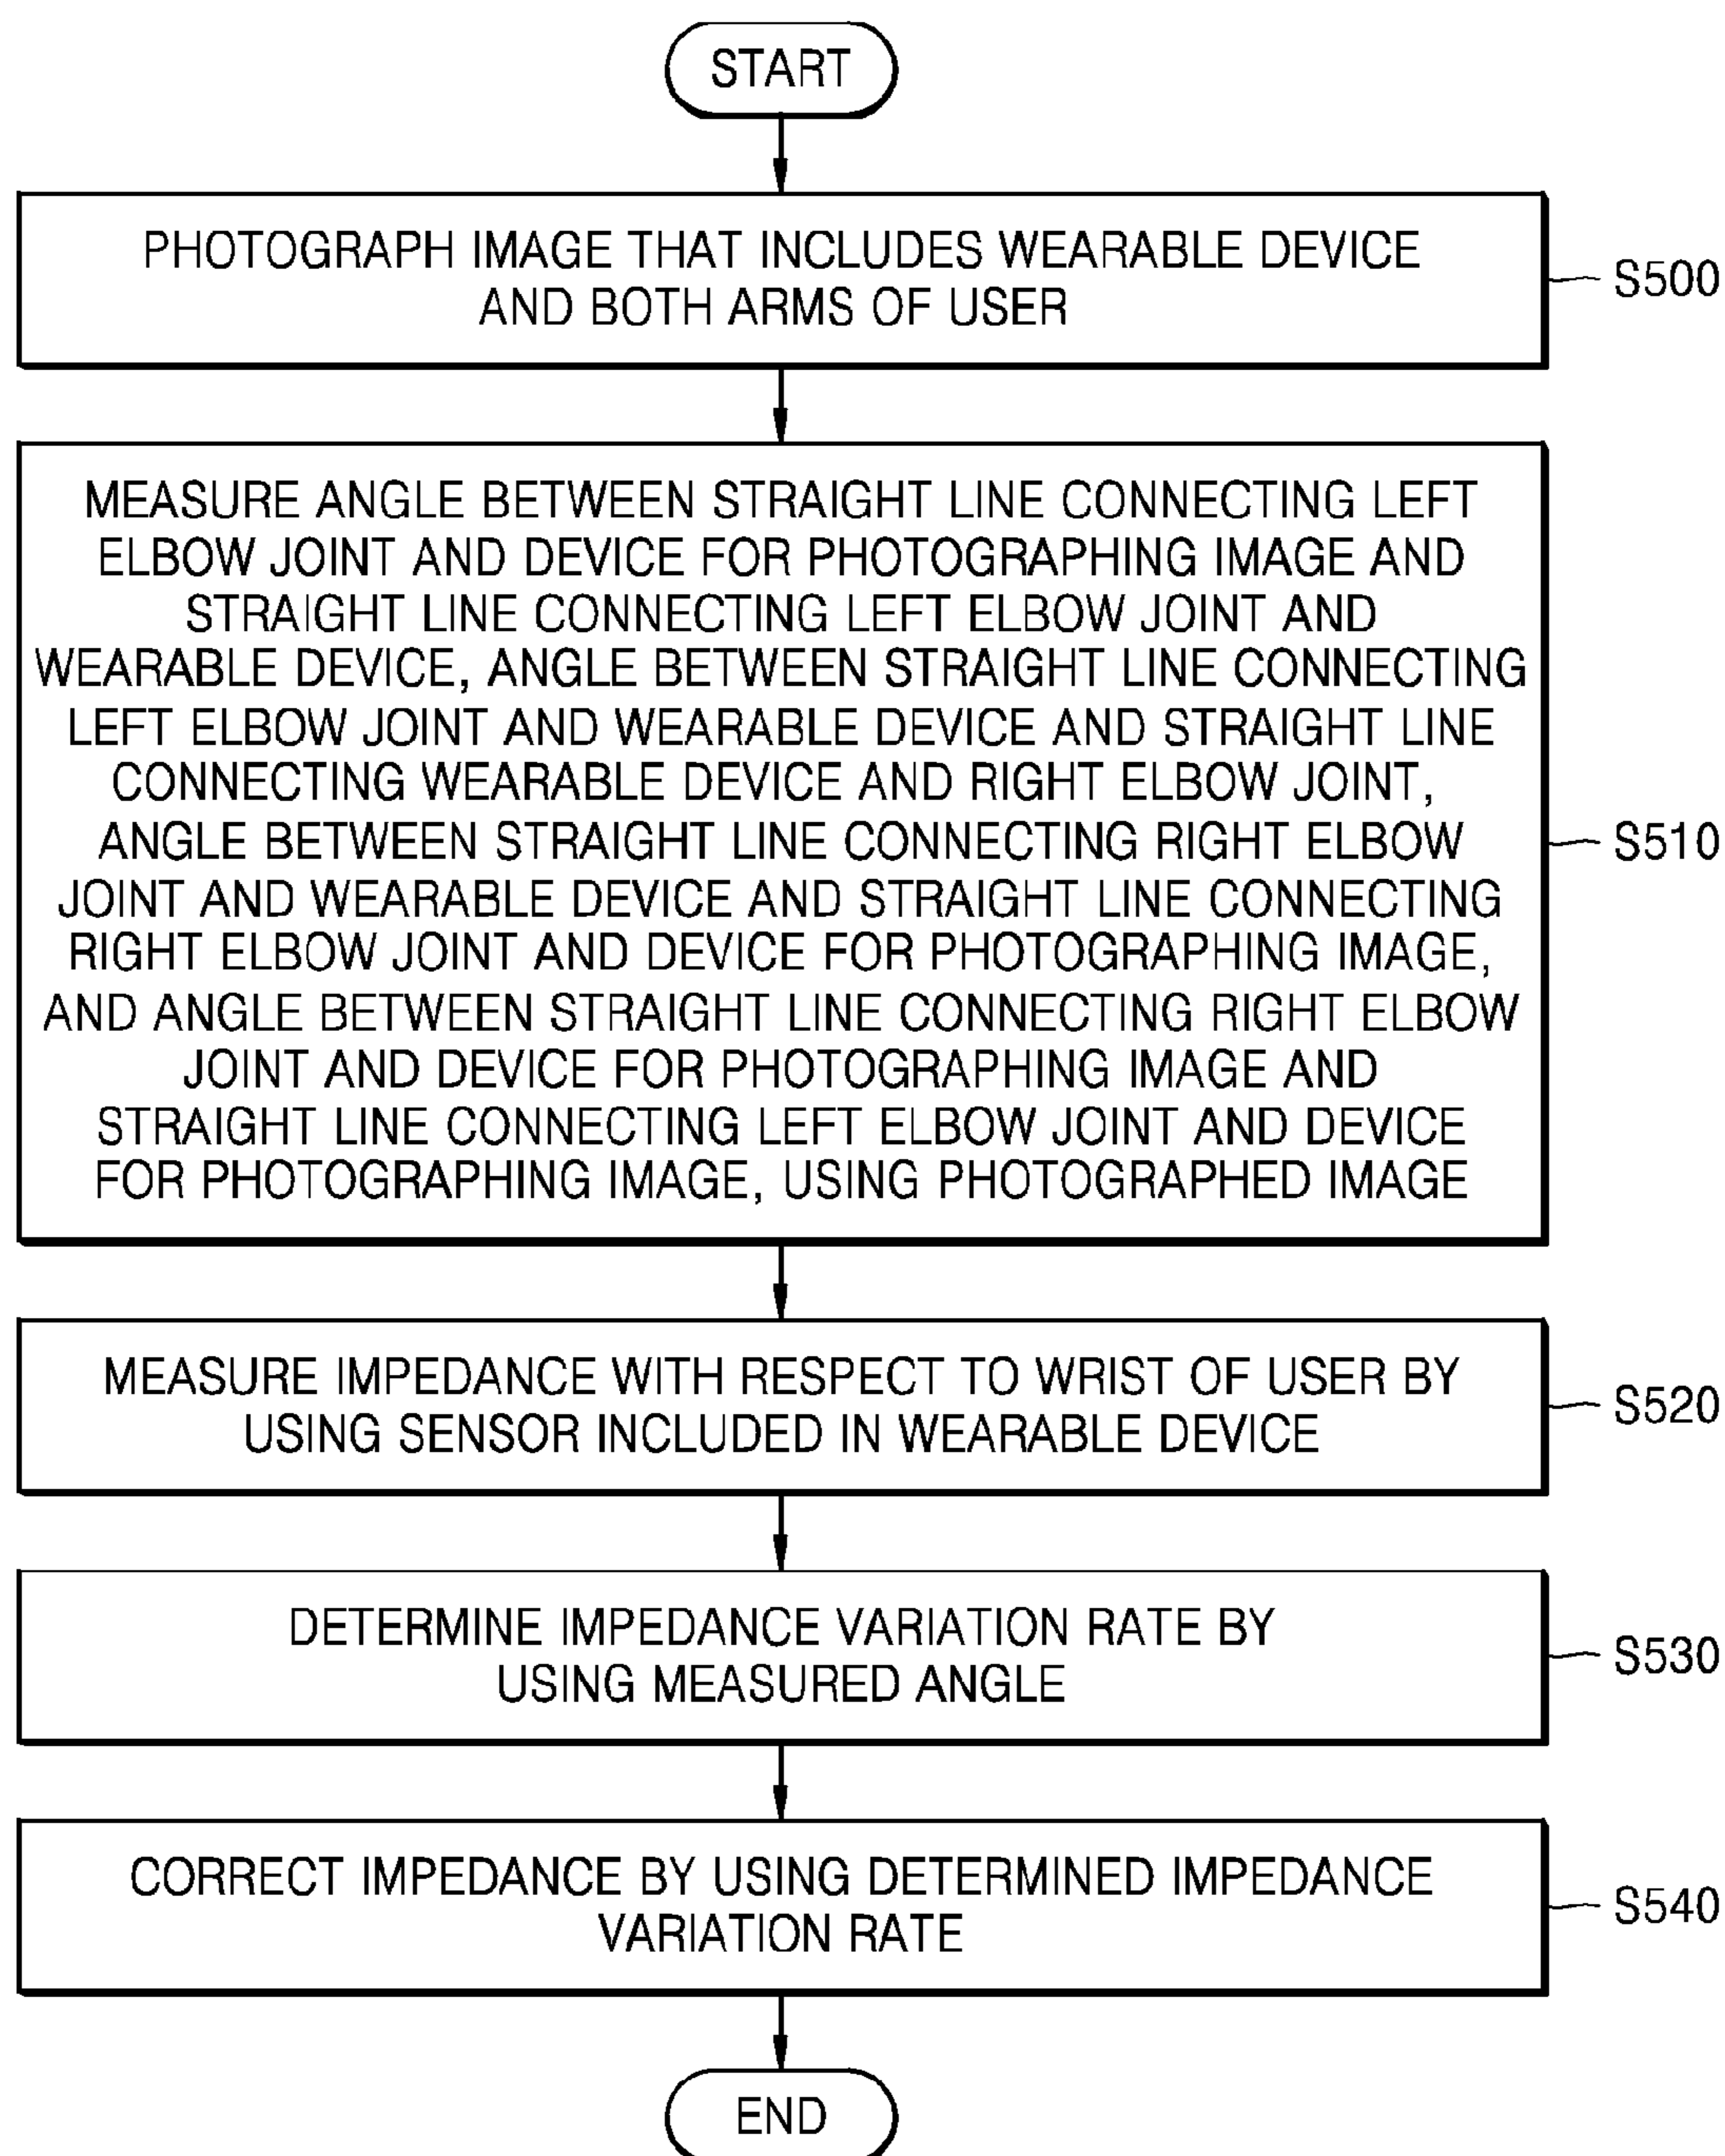 START
PHOTOGRAPH IMAGE THAT INCLUDES WEARABLE DEVICE
AND BOTH ARMS OF USER
S500
MEASURE ANGLE BETWEEN STRAIGHT LINE CONNECTING LEFT
ELBOW JOINT AND DEVICE FOR PHOTOGRAPHING IMAGE AND
STRAIGHT LINE CONNECTING LEFT ELBOW JOINT AND
WEARABLE DEVICE, ANGLE BETWEEN STRAIGHT LINE CONNECTING
LEFT ELBOW JOINT AND WEARABLE DEVICE AND STRAIGHT LINE
CONNECTING WEARABLE DEVICE AND RIGHT ELBOW JOINT,
ANGLE BETWEEN STRAIGHT LINE CONNECTING RIGHT ELBOW
JOINT AND WEARABLE DEVICE AND STRAIGHT LINE CONNECTING
RIGHT ELBOW JOINT AND DEVICE FOR PHOTOGRAPHING IMAGE,
AND ANGLE BETWEEN STRAIGHT LINE CONNECTING RIGHT ELBOW
JOINT AND DEVICE FOR PHOTOGRAPHING IMAGE AND
STRAIGHT LINE CONNECTING LEFT ELBOW JOINT AND DEVICE
FOR PHOTOGRAPHING IMAGE, USING PHOTOGRAPHED IMAGE
S510
MEASURE IMPEDANCE WITH RESPECT TO WRIST OF USER BY
USING SENSOR INCLUDED IN WEARABLE DEVICE
S520
DETERMINE IMPEDANCE VARIATION RATE BY
USING MEASURED ANGLE
S530
CORRECT IMPEDANCE BY USING DETERMINED IMPEDANCE
VARIATION RATE
S540
END